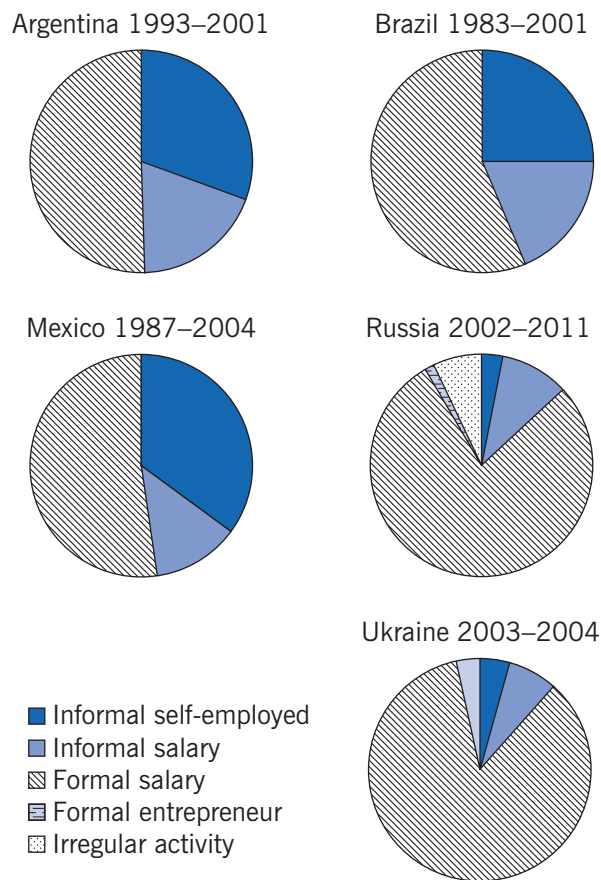 Argentina 1993–2001
Brazil 1983–2001
Mexico 1987–2004
Russia 2002–2011
Ukraine 2003–2004
Informal self-employed
Informal salary
Formal salary
Formal entrepreneur
Irregular activity